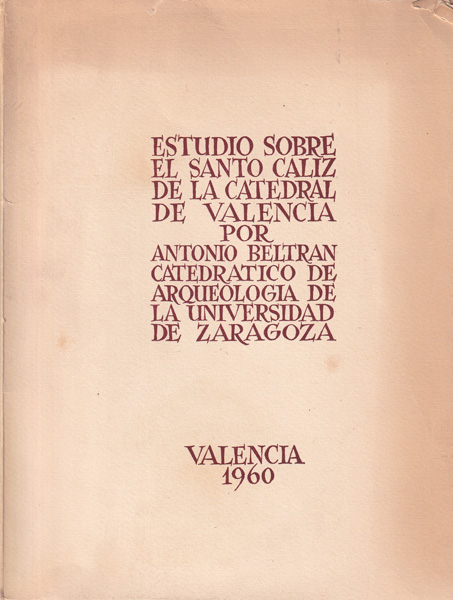 ESTUDIO SOBRE
EL SANTO CALIZ
DE LA CATEDRAL
DE VALENCIA
POR
ANTONIO BELTRAN
CATEDRATICO DE
ARQUEOLOGIA DE
LA UNIVERSIDAD
DE ZARAGOZA
VALENCIA
1960